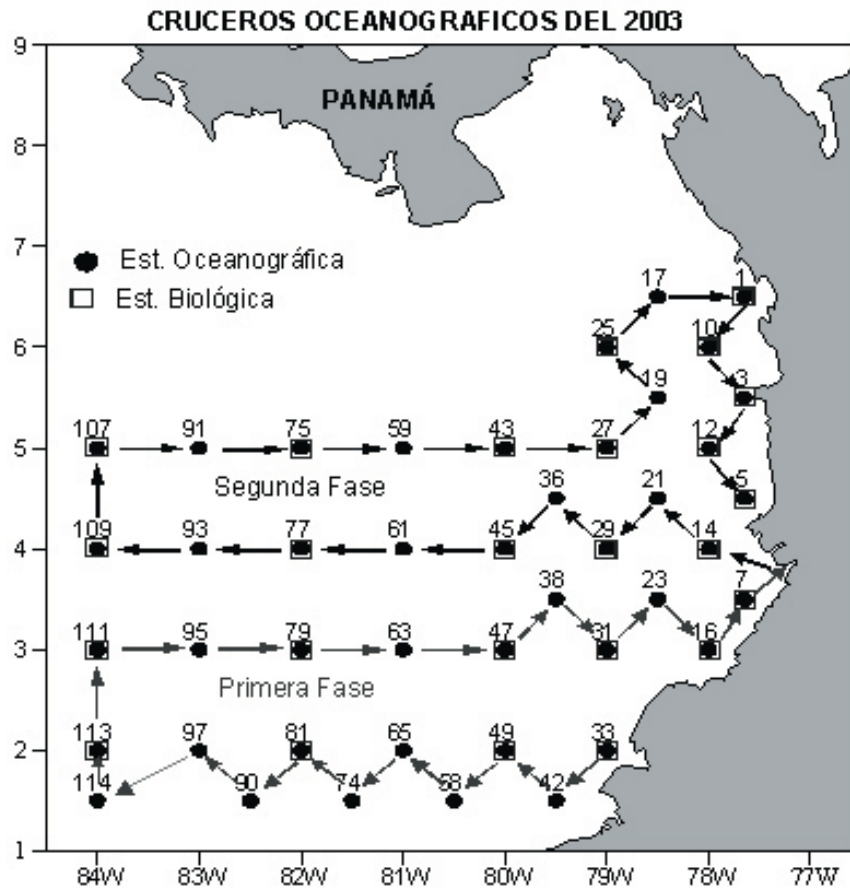 CRUCEROS OCEANOGRAFICOS DEL 2003
9
PANAMÁ
8
7
Est. Oceanográfica
Est. Biológica
17 1
25 10
6
19 3
107 91 75 59 43 27 12
5
Segunda Fase 36 21 5
109 93 77 61 45 29 14
4
38 23 7
111 95 79 63 47 31 16
3
Primera Fase
113 97 81 65 49 33
2
114 90 74 58 42
1
84W 83W 82W 81W 80W 79W 78W 77W